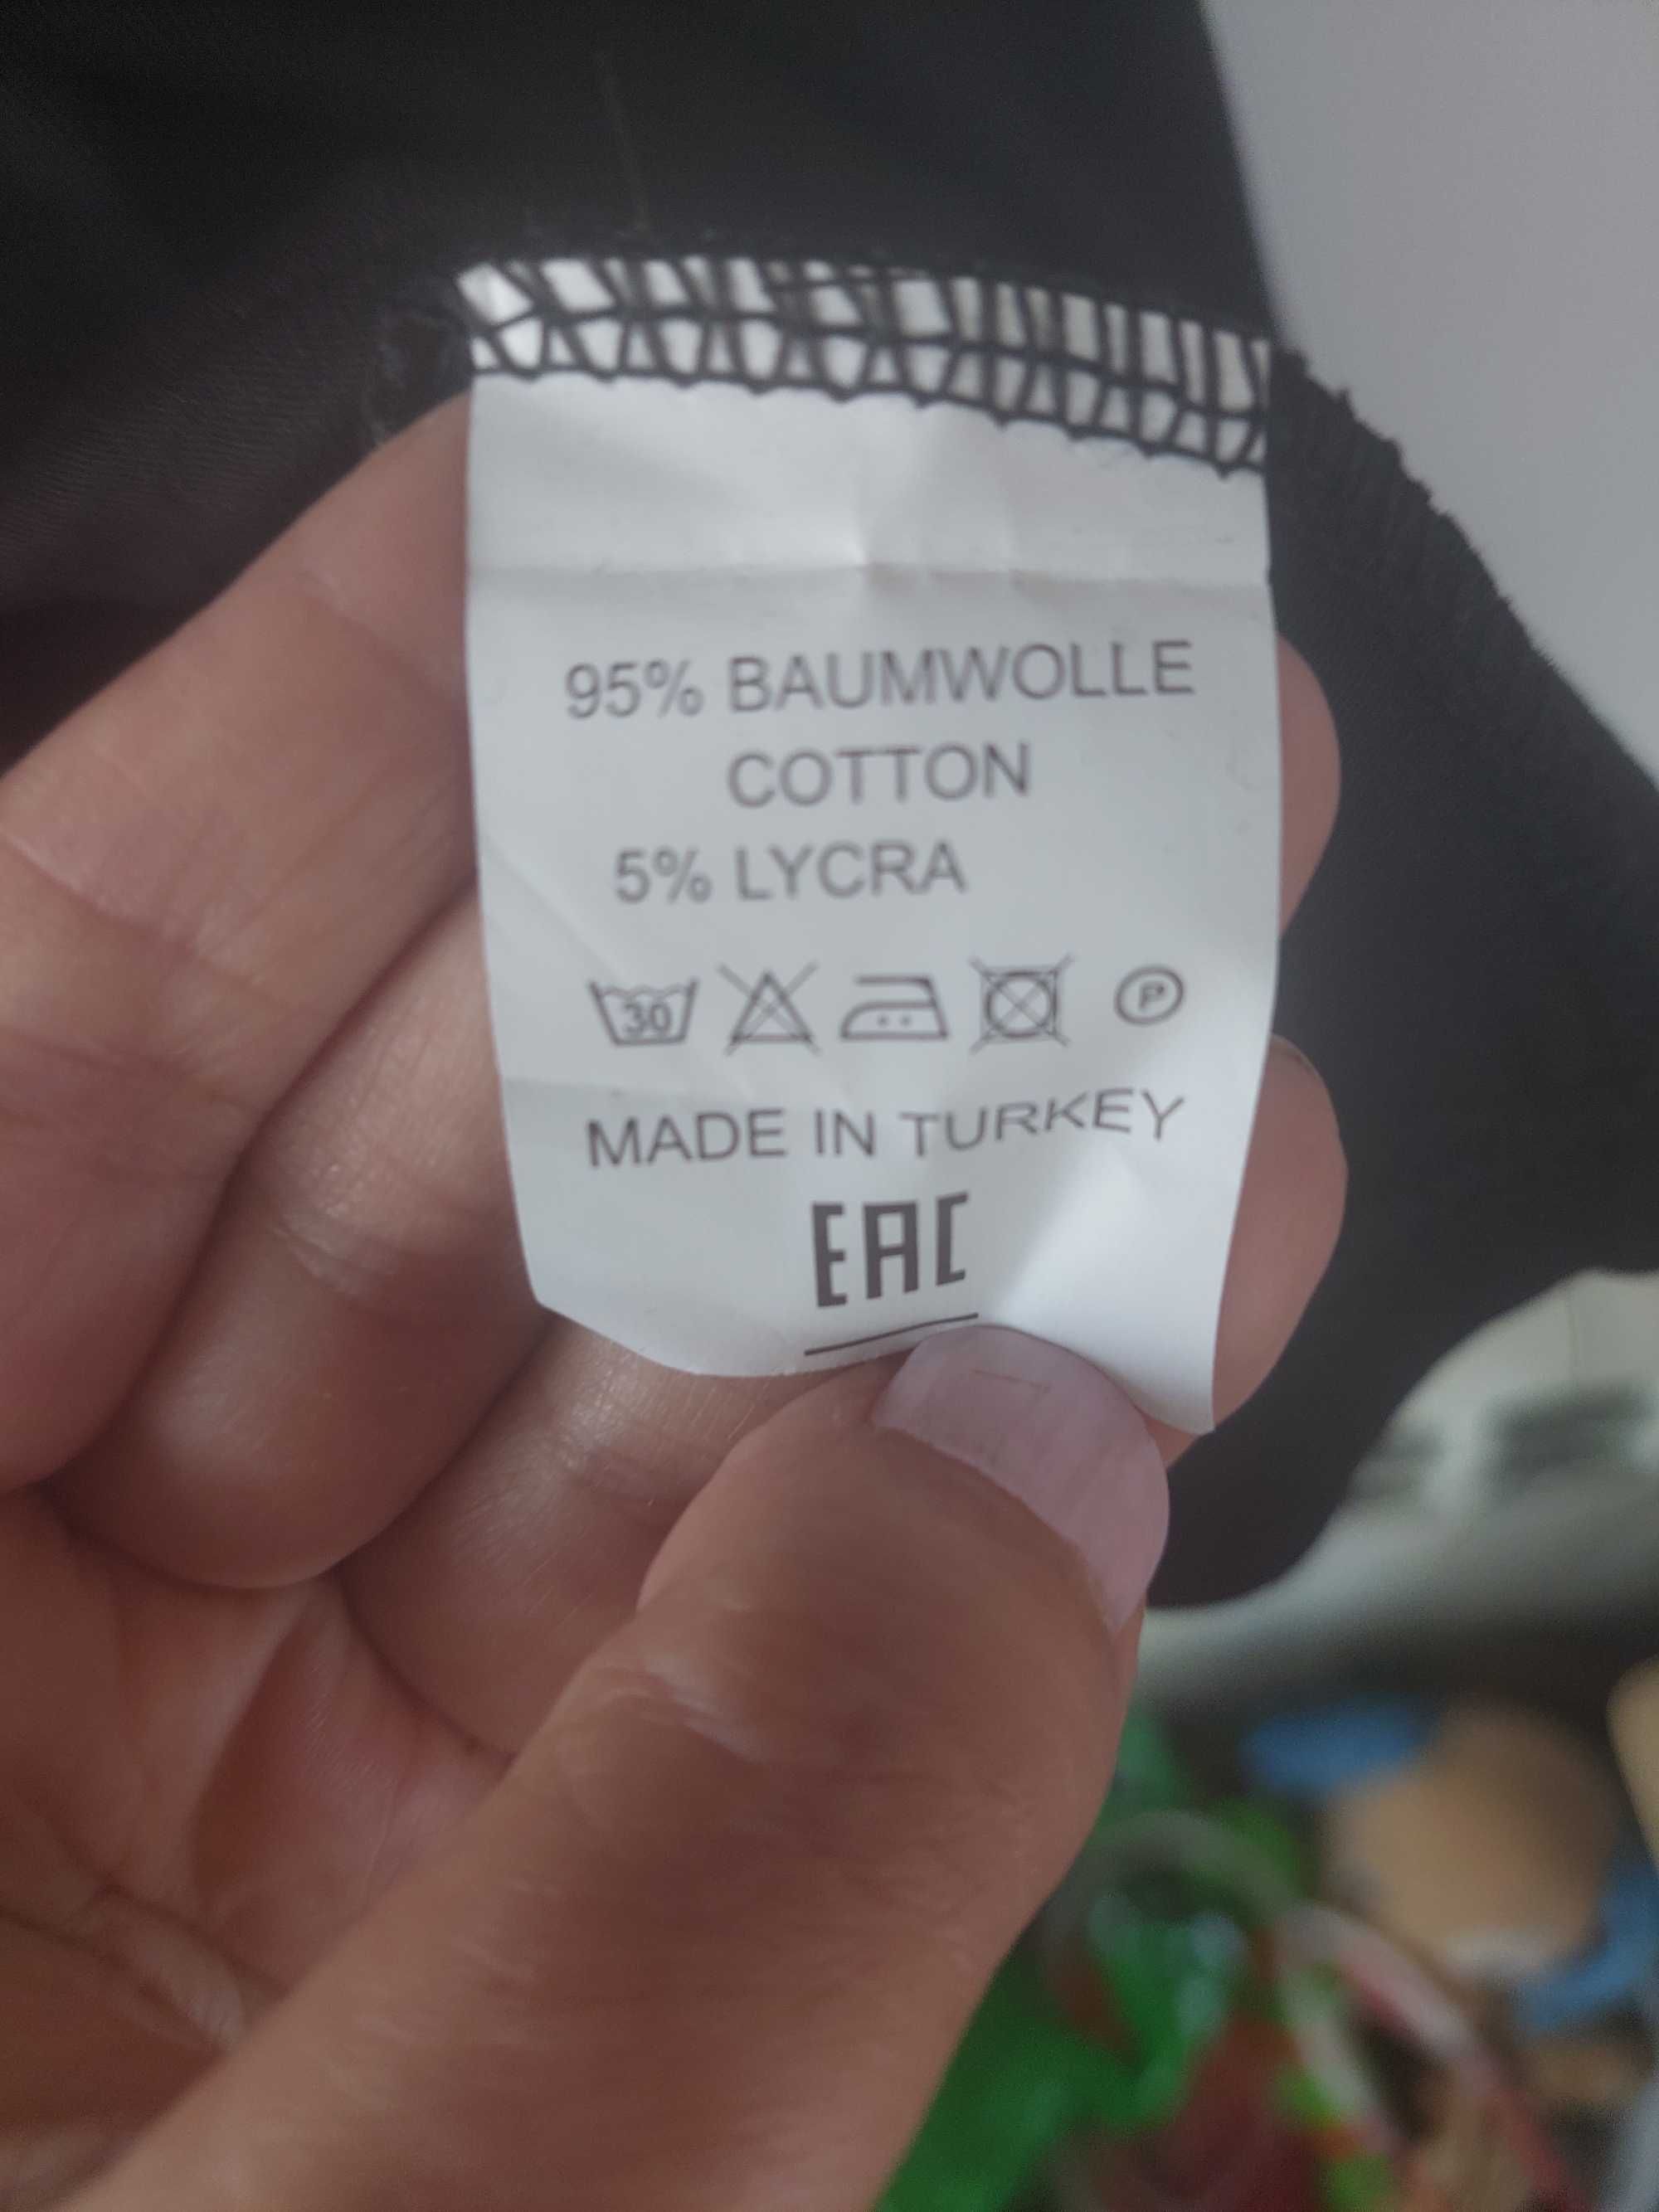 95% BAUMWOLLE
COTTON
5% LYCRA
30 P
MADE IN TURKEY
EAC